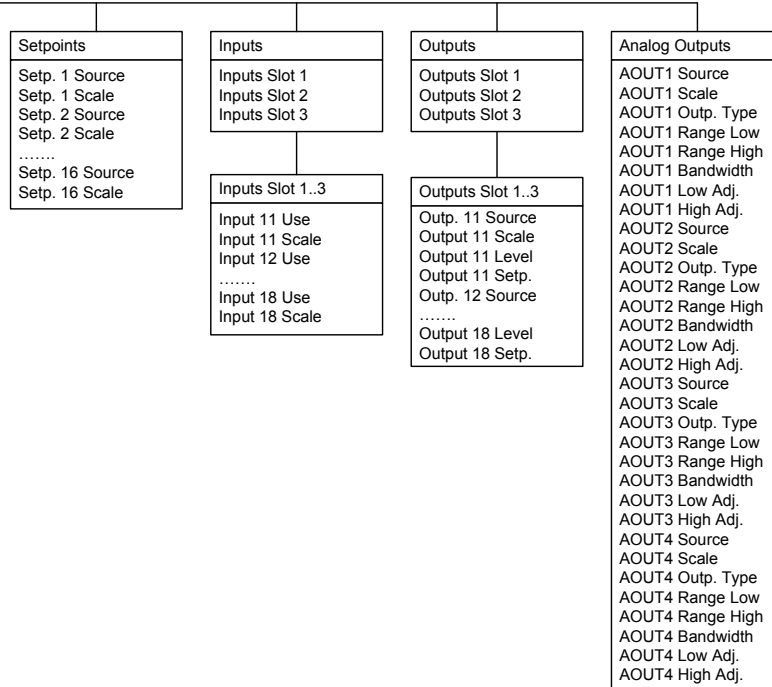 Setpoints
Setp. 1 Source
Setp. 1 Scale
Setp. 2 Source
Setp. 2 Scale
…….
Setp. 16 Source
Setp. 16 Scale
Inputs
Inputs Slot 1
Inputs Slot 2
Inputs Slot 3
Inputs Slot 1..3
Input 11 Use
Input 11 Scale
Input 12 Use
…….
Input 18 Use
Input 18 Scale
Outputs
Outputs Slot 1
Outputs Slot 2
Outputs Slot 3
Outputs Slot 1..3
Outp. 11 Source
Output 11 Scale
Output 11 Level
Output 11 Setp.
Outp. 12 Source
…….
Output 18 Level
Output 18 Setp.
Analog Outputs
AOUT1 Source
AOUT1 Scale
AOUT1 Outp. Type
AOUT1 Range Low
AOUT1 Range High
AOUT1 Bandwidth
AOUT1 Low Adj.
AOUT1 High Adj.
AOUT2 Source
AOUT2 Scale
AOUT2 Outp. Type
AOUT2 Range Low
AOUT2 Range High
AOUT2 Bandwidth
AOUT2 Low Adj.
AOUT2 High Adj.
AOUT3 Source
AOUT3 Scale
AOUT3 Outp. Type
AOUT3 Range Low
AOUT3 Range High
AOUT3 Bandwidth
AOUT3 Low Adj.
AOUT3 High Adj.
AOUT4 Source
AOUT4 Scale
AOUT4 Outp. Type
AOUT4 Range Low
AOUT4 Range High
AOUT4 Bandwidth
AOUT4 Low Adj.
AOUT4 High Adj.